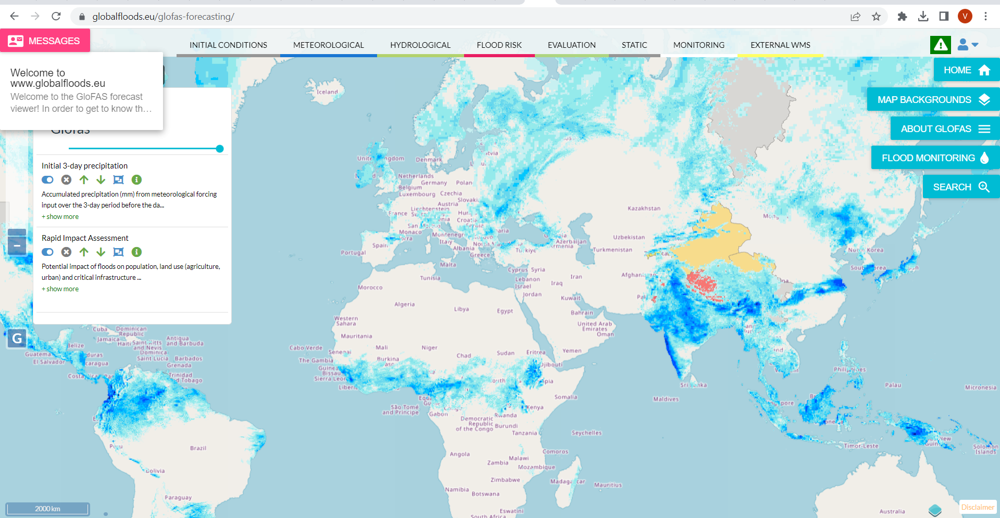 globalfloods.eu/glofas-forecasting/
V
MESSAGES
INITIAL CONDITIONS
METEOROLOGICAL
HYDROLOGICAL
FLOOD RISK
EVALUATION
STATIC
MONITORING
EXTERNAL WMS
Welcome to
www.globalfloods.eu
Welcome to the GloFAS forecast
viewer! In order to get to know th...
HOME
MAP BACKGROUNDS
ABOUT GLOFAS
FLOOD MONITORING
SEARCH
Glofas
Initial 3-day precipitation
Accumulated precipitation (mm) from meteorological forcing
input over the 3-day period before the da...
+ show more
Rapid Impact Assessment
Potential impact of floods on population, land use (agriculture,
urban) and critical infrastructure ...
+ show more
G
Iceland
Denmark
Netherlands
Germany
Belgium
Luxembourg
Czechia
Austria
Liechtenstein
France
Monaco
Italy
Spain
Portugal
Albania
Greece
Türkiye
Malta
Cyprus
Syria
Lebanon
Israel
Jordan
Iraq
Iran
Kuwait
Azerbaijan
Turkmenistan
Uzbekistan
Kazakhstan
North Korea
Tunisia
Morocco
Algeria
Libya
Egypt
Bahrain
United Arab
Emirates
Oman
Western
Sahara
Mauritania
Mali
Niger
Chad
Sudan
Eritrea
Yemen
Djibouti
Cabo Verde
Senegal
The Gambia
Guinea
Bissau
Sierra Leon
Burkina
Cuba
Dominican
Republic
Jamaica
Haiti
Saint Kitts
and Nevis
Antigua
and Barbuda
Dominica
Saint Lucia
Barbados
Grenada
Trinidad
d Tobago
Belize
Guatema
El Salvador
Somalia
Kenya
São Tomé
and Príncipe
Gabon
Democratic
Republic
of the Congo
Rwanda
Burundi
Tanzania
Seychelles
Comoros
Angola
Zambia
Malawi
Mozambique
Zimbabwe
Madagascar
Mauritius
Namibia
Botswana
Eswatini
South Africa
Brazil
Bolivia
Paraguay
Maldives
Sri Lanka
Philippines
Palau
Micronesia
Timor-Leste
Solomon
Islands
Australia
2000 km
Disclaimer